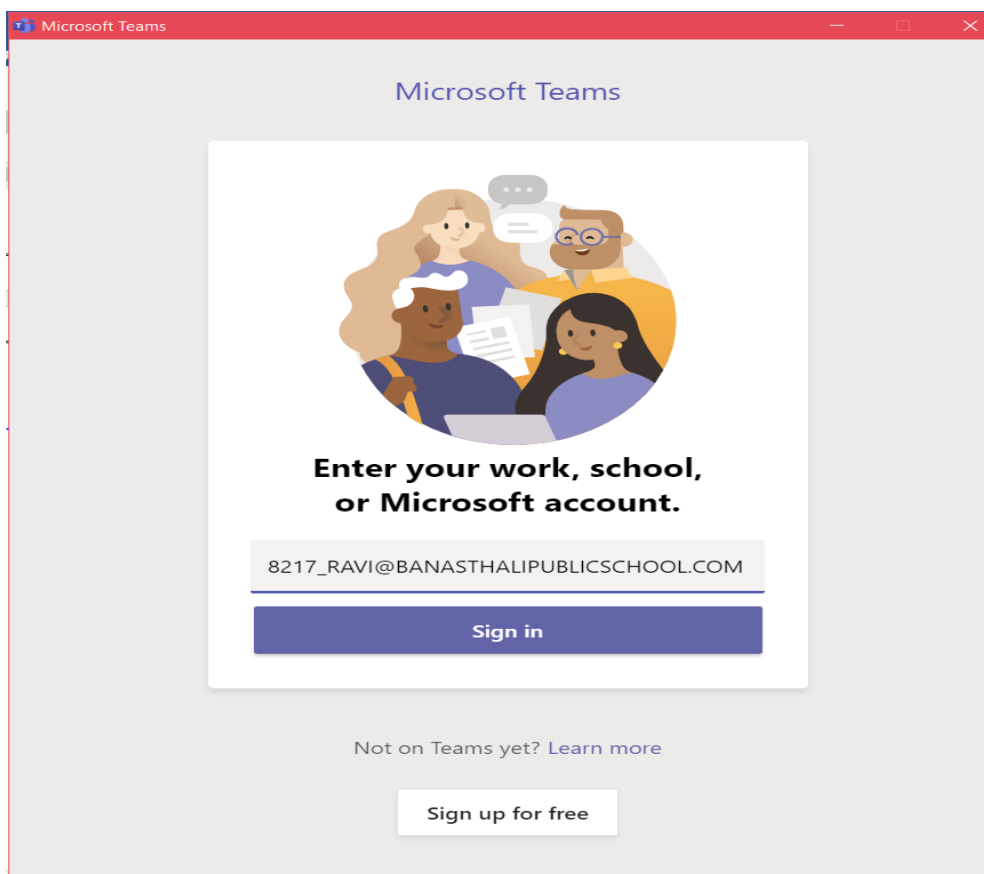 Microsoft Teams
Microsoft Teams
Enter your work, school,
or Microsoft account.
8217_RAVI@BANASTHALIPUBLICSCHOOL.COM
Sign in
Not on Teams yet? Learn more
Sign up for free